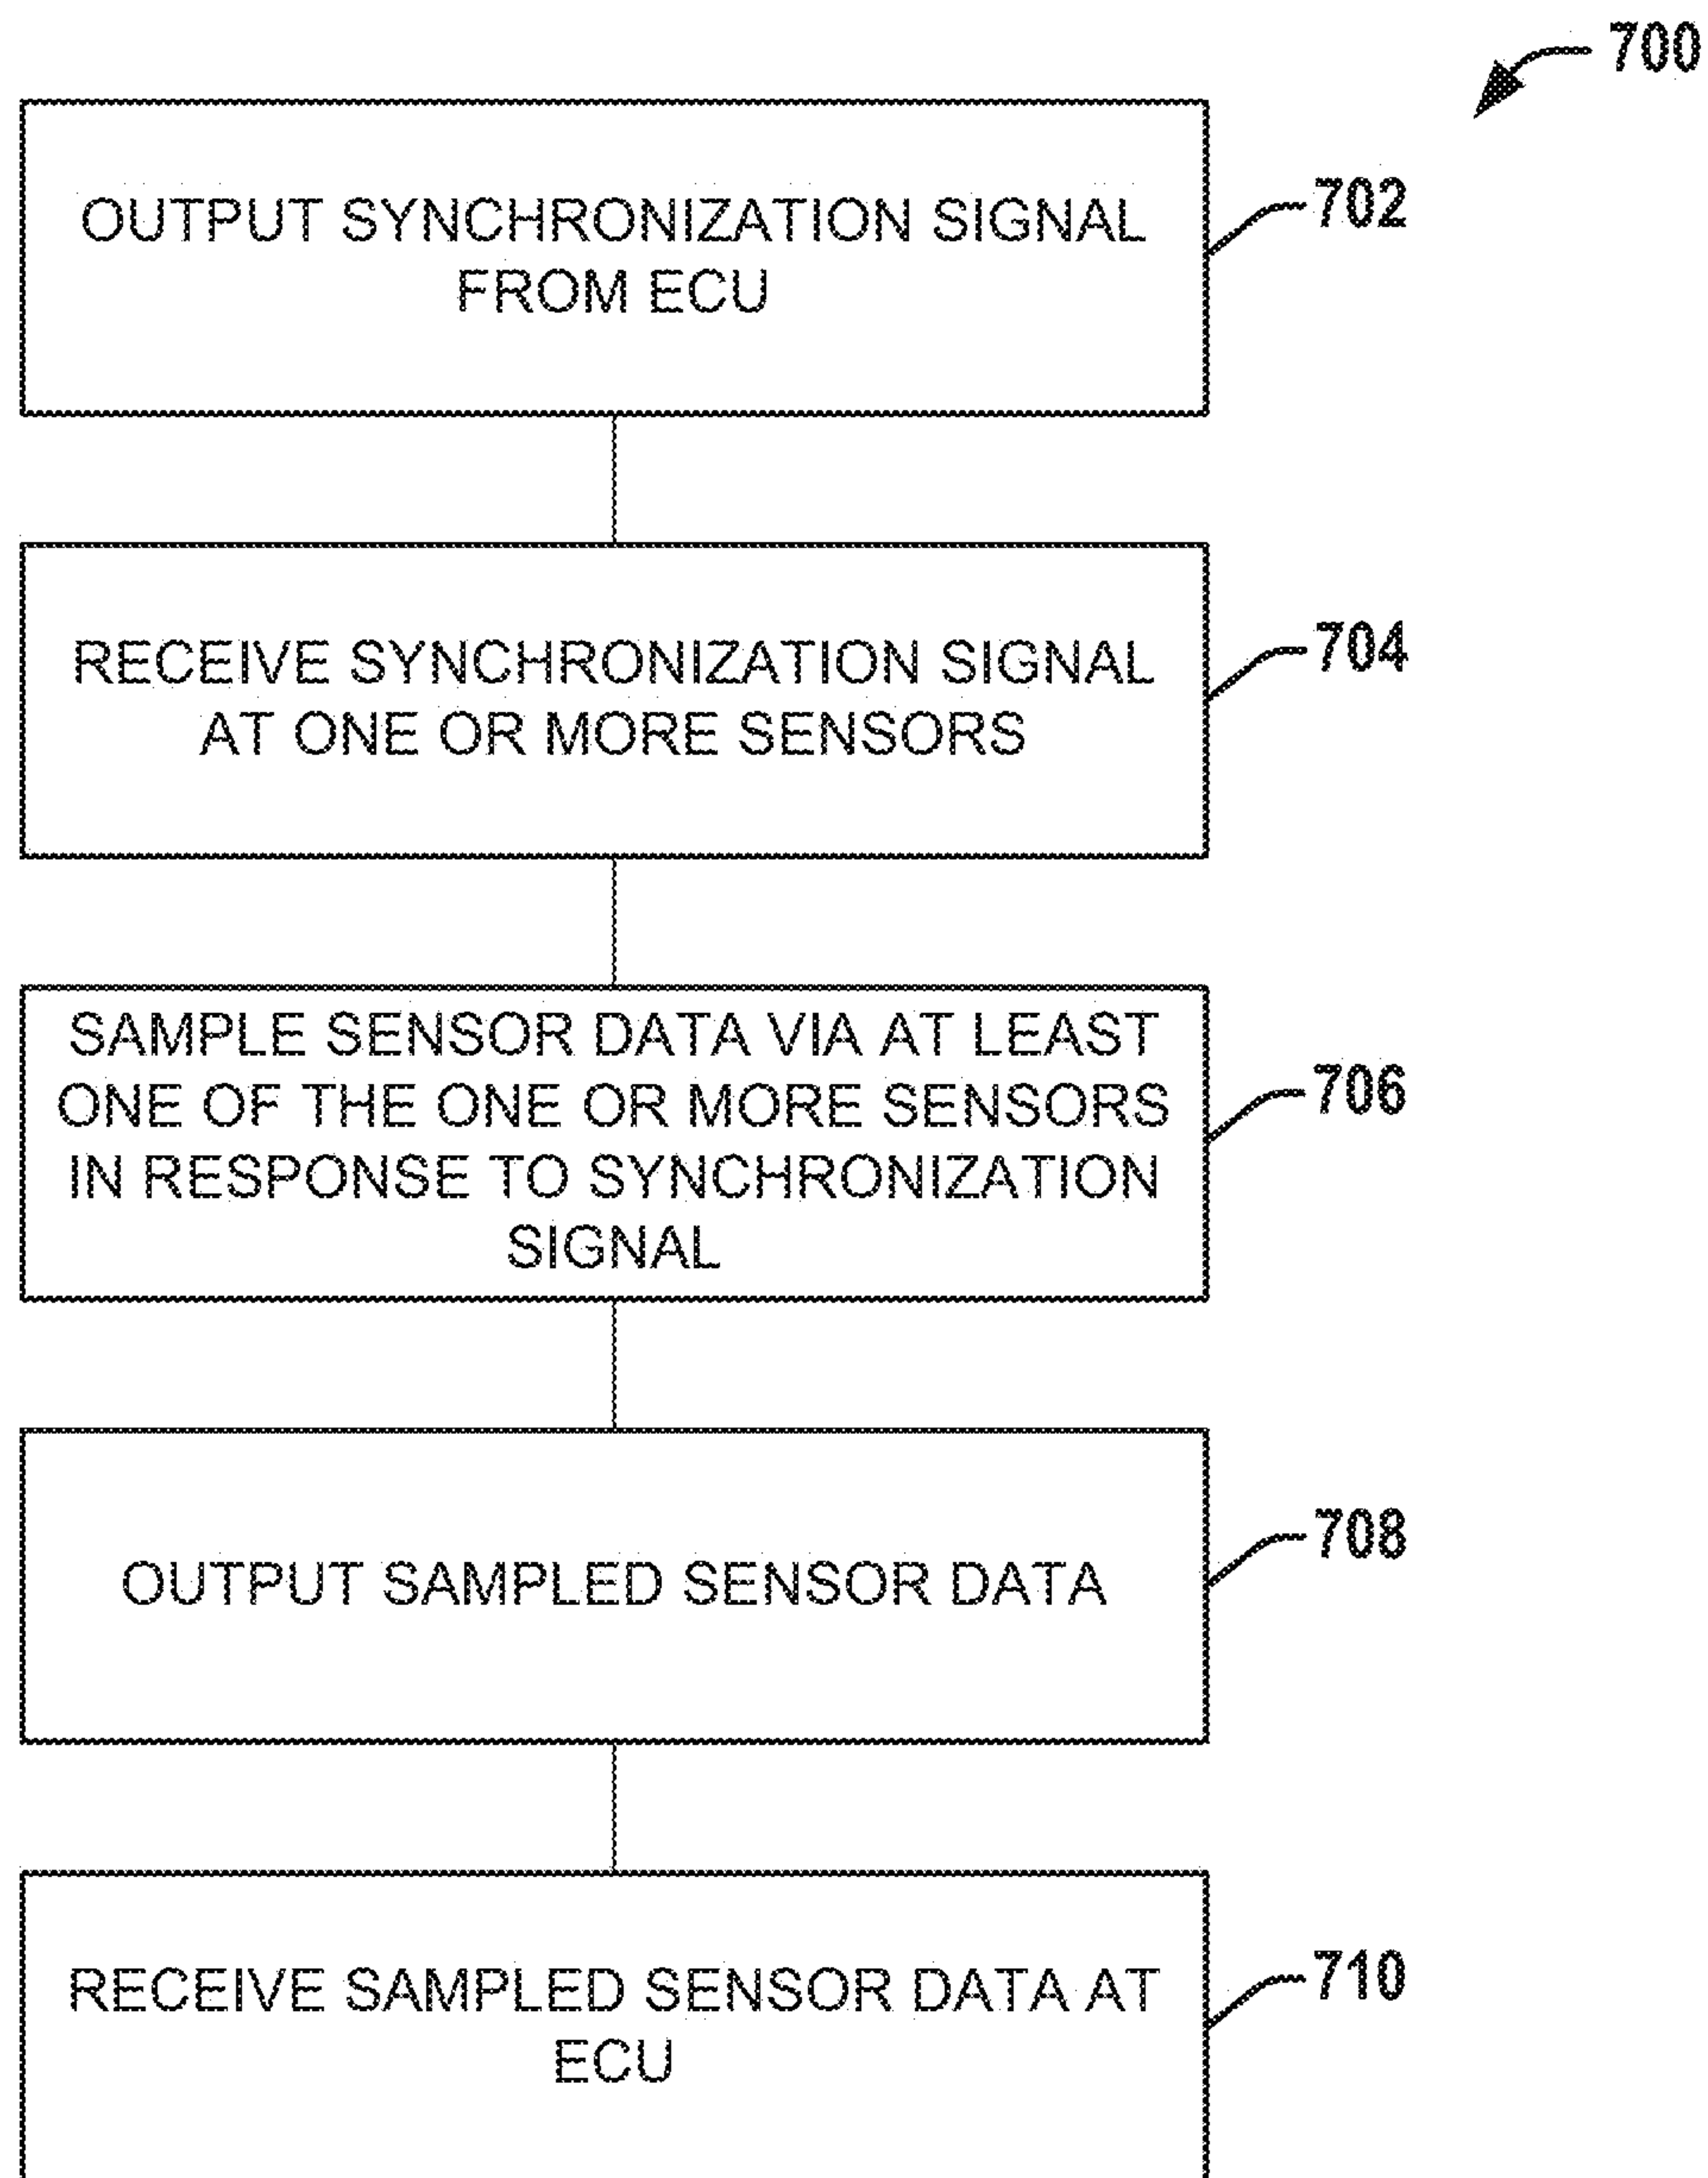 700
OUTPUT SYNCHRONIZATION SIGNAL
FROM ECU
702
RECEIVE SYNCHRONIZATION SIGNAL
AT ONE OR MORE SENSORS
704
SAMPLE SENSOR DATA VIA AT LEAST
ONE OF THE ONE OR MORE SENSORS
IN RESPONSE TO SYNCHRONIZATION
SIGNAL
706
OUTPUT SAMPLED SENSOR DATA
708
RECEIVE SAMPLED SENSOR DATA AT
ECU
710